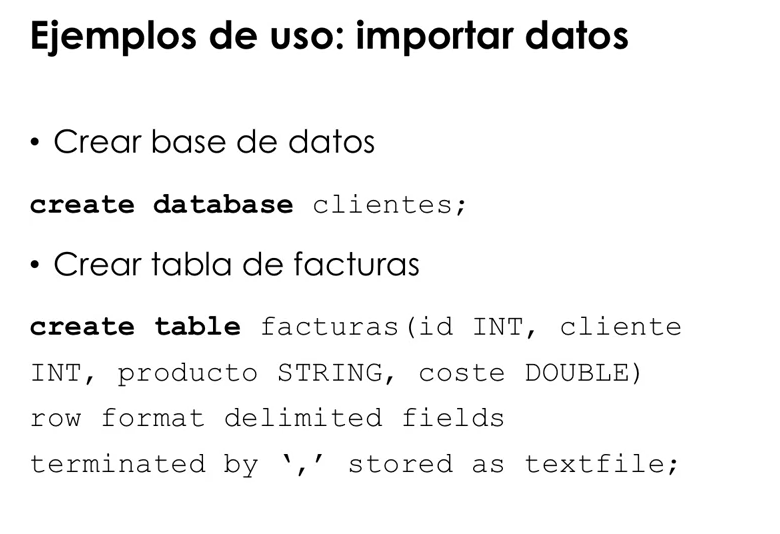 Ejemplos de uso: importar datos
• Crear base de datos
create database clientes;
• Crear tabla de facturas
create table facturas(id INT, cliente
INT, producto STRING, coste DOUBLE)
row format delimited fields
terminated by ‘,’ stored as textfile;